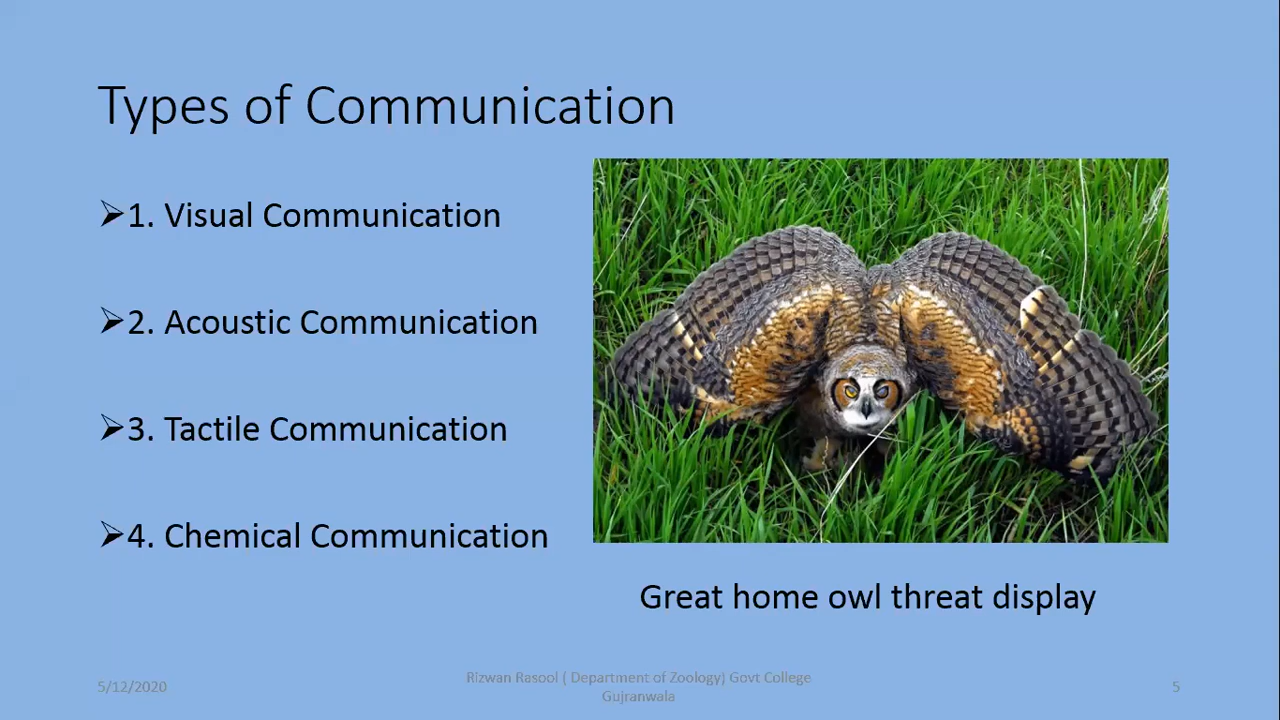 Types of Communication
➢1. Visual Communication
➢2. Acoustic Communication
➢3. Tactile Communication
➢4. Chemical Communication
Great home owl threat display
5/12/2020
Rizwan Rasool ( Department of Zoology) Govt College
Gujranwala
5